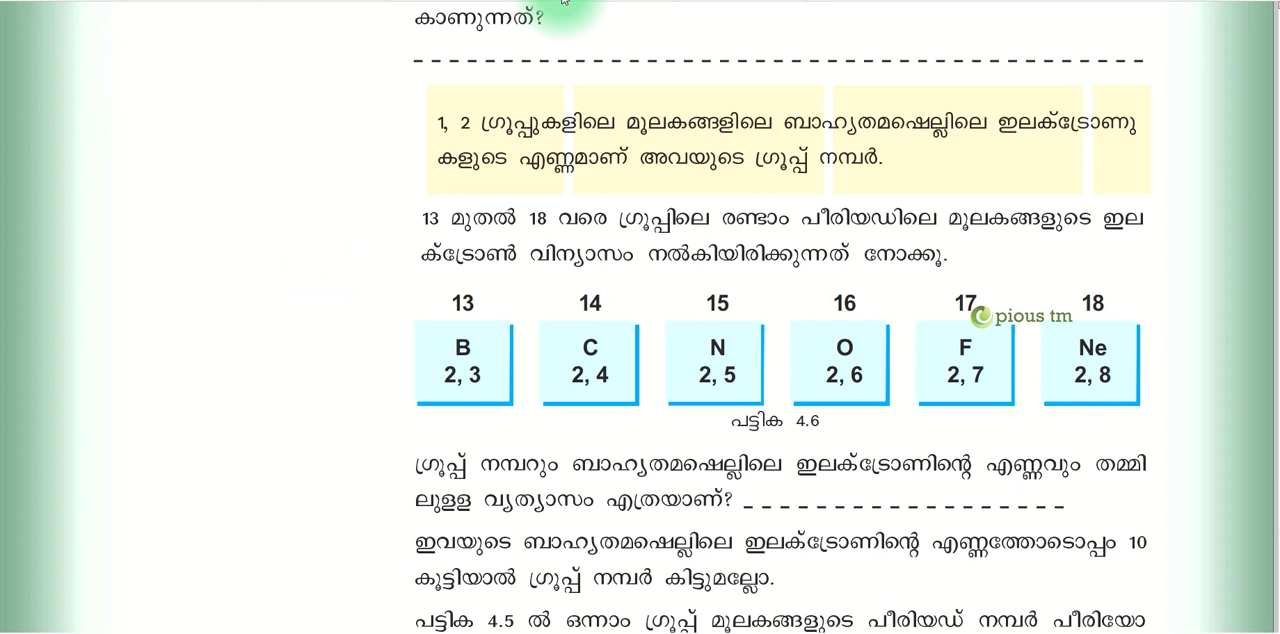 കാണുന്നത്?
1, 2 ഗ്രൂപ്പുകളിലെ മൂലകങ്ങളിലെ ബാഹ്യതമഷെല്ലിലെ ഇലക്ട്രോണു
കളുടെ എണ്ണമാണ് അവയുടെ ഗ്രൂപ്പ് നമ്പർ.
13 മുതൽ 18 വരെ ഗ്രൂപ്പിലെ രണ്ടാം പീരിയഡിലെ മൂലകങ്ങളുടെ ഇല
ക്ട്രോൺ വിന്യാസം നൽകിയിരിക്കുന്നത് നോക്കൂ.
13 14 15 16 17 18
pious tm
B C N O F Ne
2, 3 2, 4 2, 5 2, 6 2, 7 2, 8
പട്ടിക 4.6
ഗ്രൂപ്പ് നമ്പറും ബാഹ്യതമഷെല്ലിലെ ഇലക്ട്രോണിന്റെ എണ്ണവും തമ്മി
ലുളള വ്യത്യാസം എത്രയാണ്?
ഇവയുടെ ബാഹ്യതമഷെല്ലിലെ ഇലക്ട്രോണിന്റെ എണ്ണത്തോടൊപ്പം 10
കൂട്ടിയാൽ ഗ്രൂപ്പ് നമ്പർ കിട്ടുമല്ലോ.
പട്ടിക 4.5 ൽ ഒന്നാം ഗ്രൂപ്പ് മൂലകങ്ങളുടെ പീരിയഡ് നമ്പർ പീരിയോ